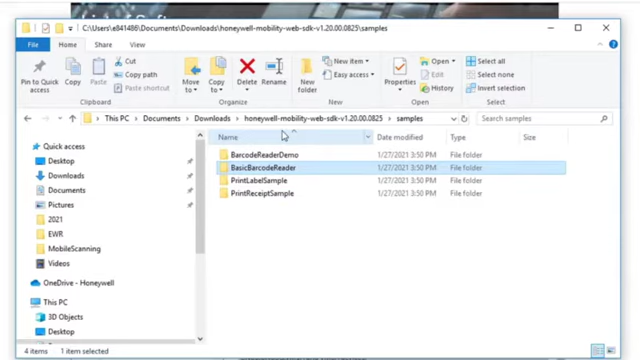 C:\Users\e841486\Documents\Downloads\honeywell-mobility-web-sdk-v1.20.00.0825\samples
File Home Share View
Pin to Quick access
Copy
Paste
Cut
Copy path
Paste shortcut
Clipboard
Move to
Copy to
Delete
Rename
Organize
New folder
New item
Easy access
New
Properties
Open
Edit
History
Open
Select all
Select none
Invert selection
Select
This PC > Documents > Downloads > honeywell-mobility-web-sdk-v1.20.00.0825 > samples
Search samples
Name Date modified Type Size
BarcodeReaderDemo 1/27/2021 3:50 PM File folder
BasicBarcodeReader 1/27/2021 3:50 PM File folder
PrintLabelSample 1/27/2021 3:50 PM File folder
PrintReceiptSample 1/27/2021 3:50 PM File folder
Quick access
Desktop
Downloads
Documents
Pictures
2021
EWR
MobileScanning
Videos
OneDrive - Honeywell
This PC
3D Objects
Desktop
4 items 1 item selected